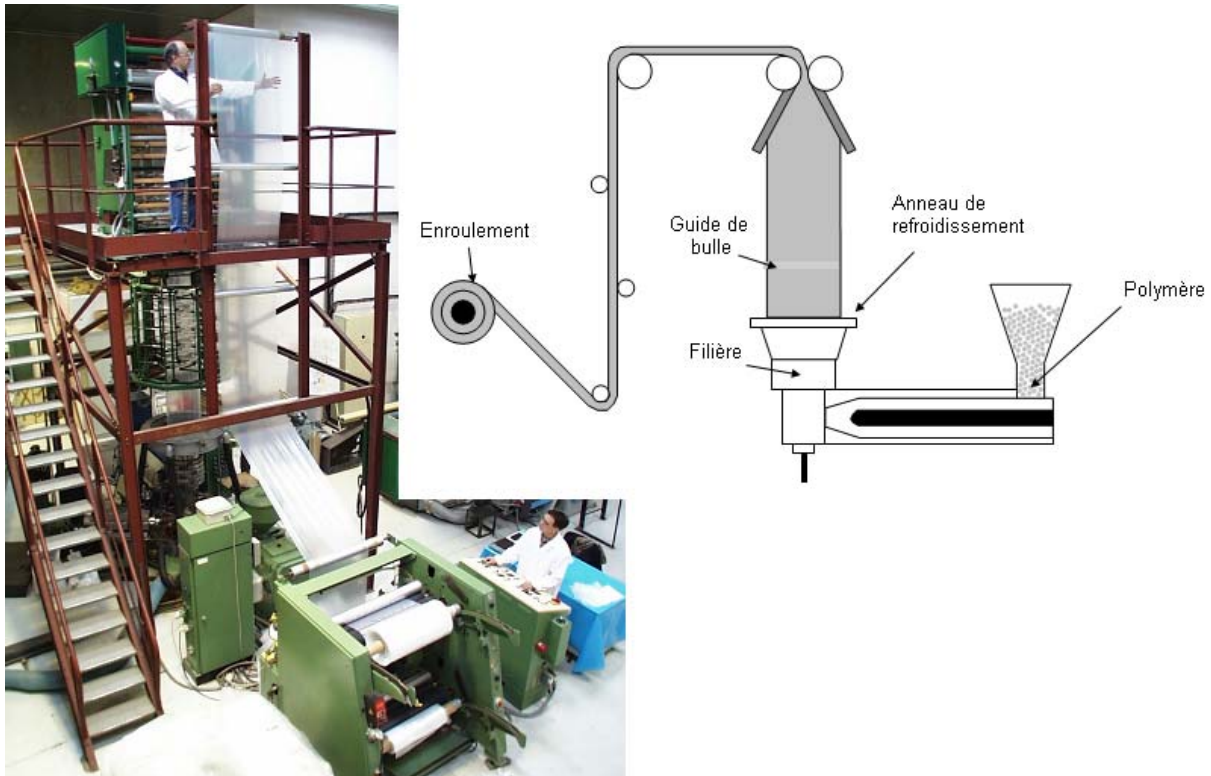 Anneau de
refroidissement
Guide de
bulle
Enroulement
Polymère
Filière